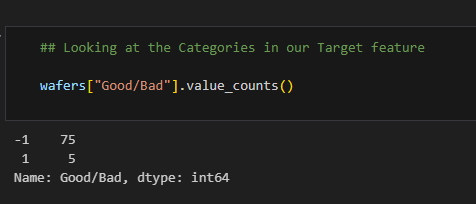 ## Looking at the Categories in our Target feature
wafers["Good/Bad"].value_counts()
-1    75
 1     5
Name: Good/Bad, dtype: int64